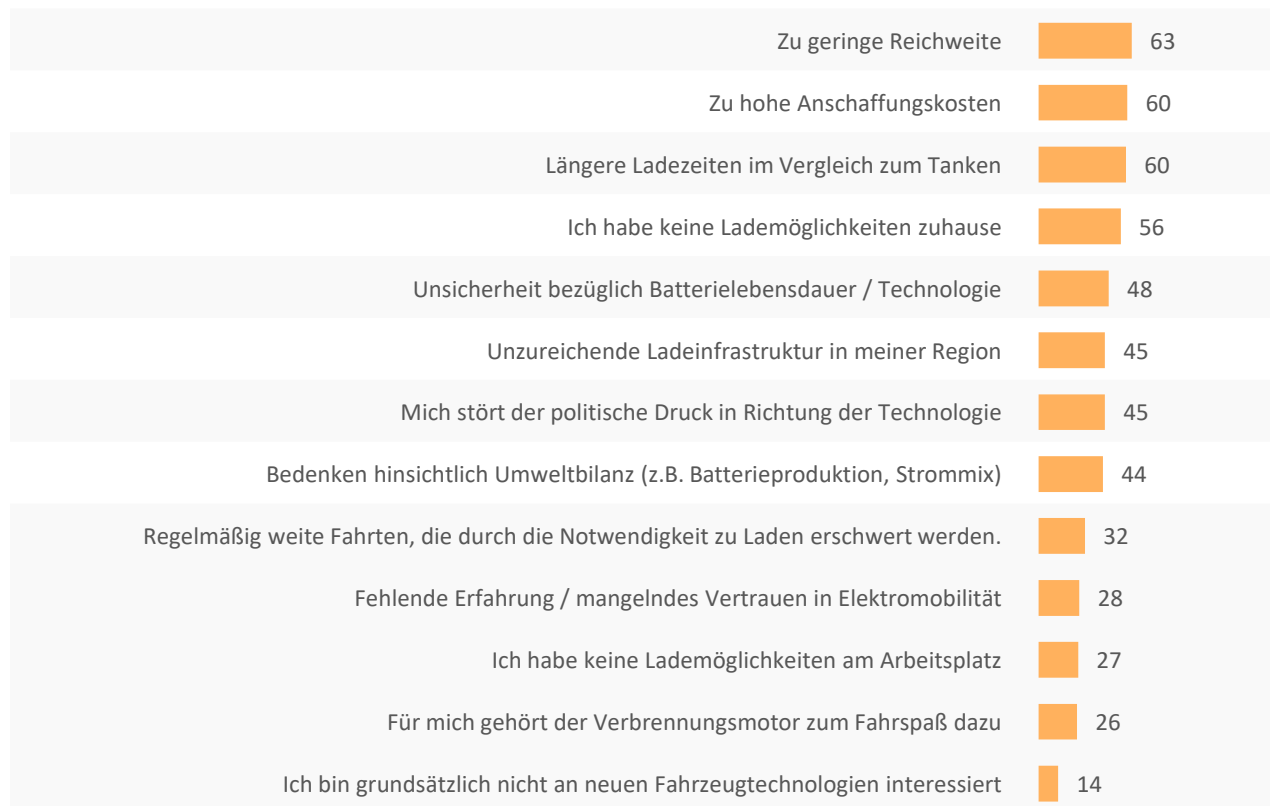 Zu geringe Reichweite 63
Zu hohe Anschaffungskosten 60
Längere Ladezeiten im Vergleich zum Tanken 60
Ich habe keine Lademöglichkeiten zuhause 56
Unsicherheit bezüglich Batterielebensdauer / Technologie 48
Unzureichende Ladeinfrastruktur in meiner Region 45
Mich stört der politische Druck in Richtung der Technologie 45
Bedenken hinsichtlich Umweltbilanz (z.B. Batterieproduktion, Strommix) 44
Regelmäßig weite Fahrten, die durch die Notwendigkeit zu Laden erschwert werden. 32
Fehlende Erfahrung / mangelndes Vertrauen in Elektromobilität 28
Ich habe keine Lademöglichkeiten am Arbeitsplatz 27
Für mich gehört der Verbrennungsmotor zum Fahrspaß dazu 26
Ich bin grundsätzlich nicht an neuen Fahrzeugtechnologien interessiert 14